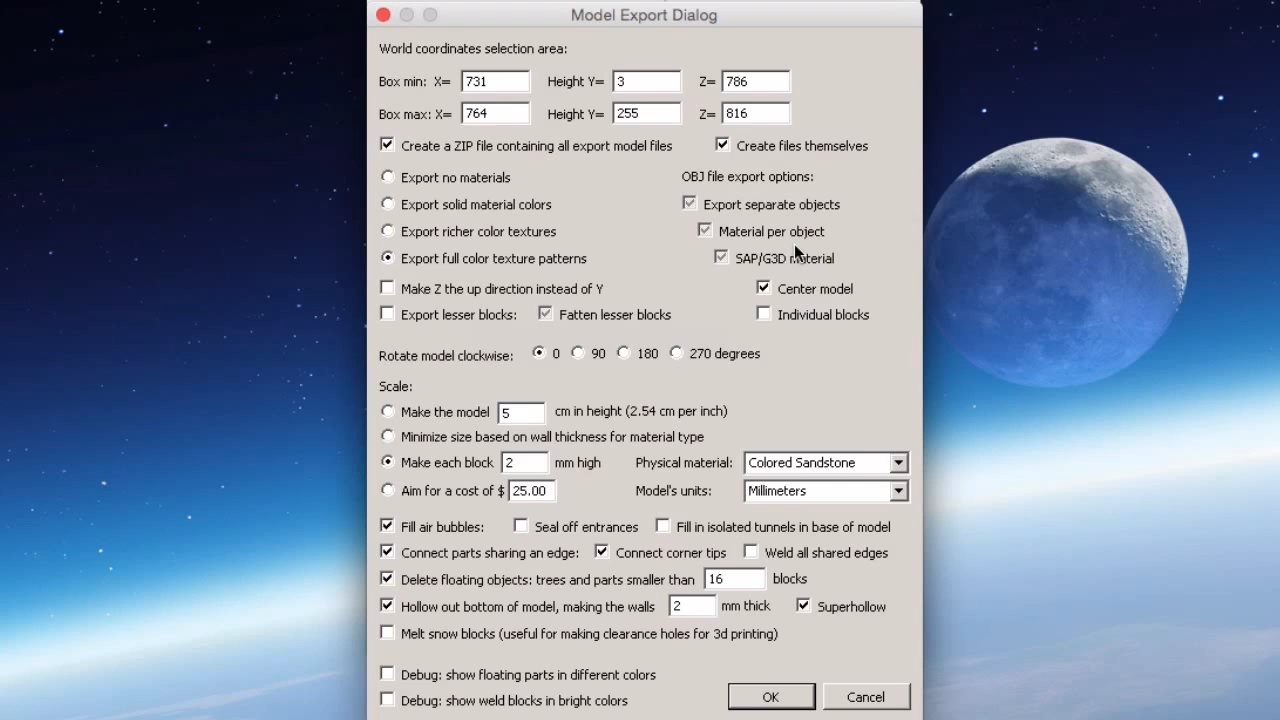 Model Export Dialog
World coordinates selection area:
Box min: X= 731 Height Y= 3 Z= 786
Box max: X= 764 Height Y= 255 Z= 816
Create a ZIP file containing all export model files Create files themselves
Export no materials OBJ file export options:
Export solid material colors Export separate objects
Export richer color textures Material per object
Export full color texture patterns SAP/G3D material
Make Z the up direction instead of Y Center model
Export lesser blocks: Fatten lesser blocks Individual blocks
Rotate model clockwise: 0 90 180 270 degrees
Scale:
Make the model 5 cm in height (2.54 cm per inch)
Minimize size based on wall thickness for material type
Make each block 2 mm high Physical material: Colored Sandstone
Aim for a cost of $ 25.00 Model's units: Millimeters
Fill air bubbles: Seal off entrances Fill in isolated tunnels in base of model
Connect parts sharing an edge: Connect corner tips Weld all shared edges
Delete floating objects: trees and parts smaller than 16 blocks
Hollow out bottom of model, making the walls 2 mm thick Superhollow
Melt snow blocks (useful for making clearance holes for 3d printing)
Debug: show floating parts in different colors
Debug: show weld blocks in bright colors
OK Cancel